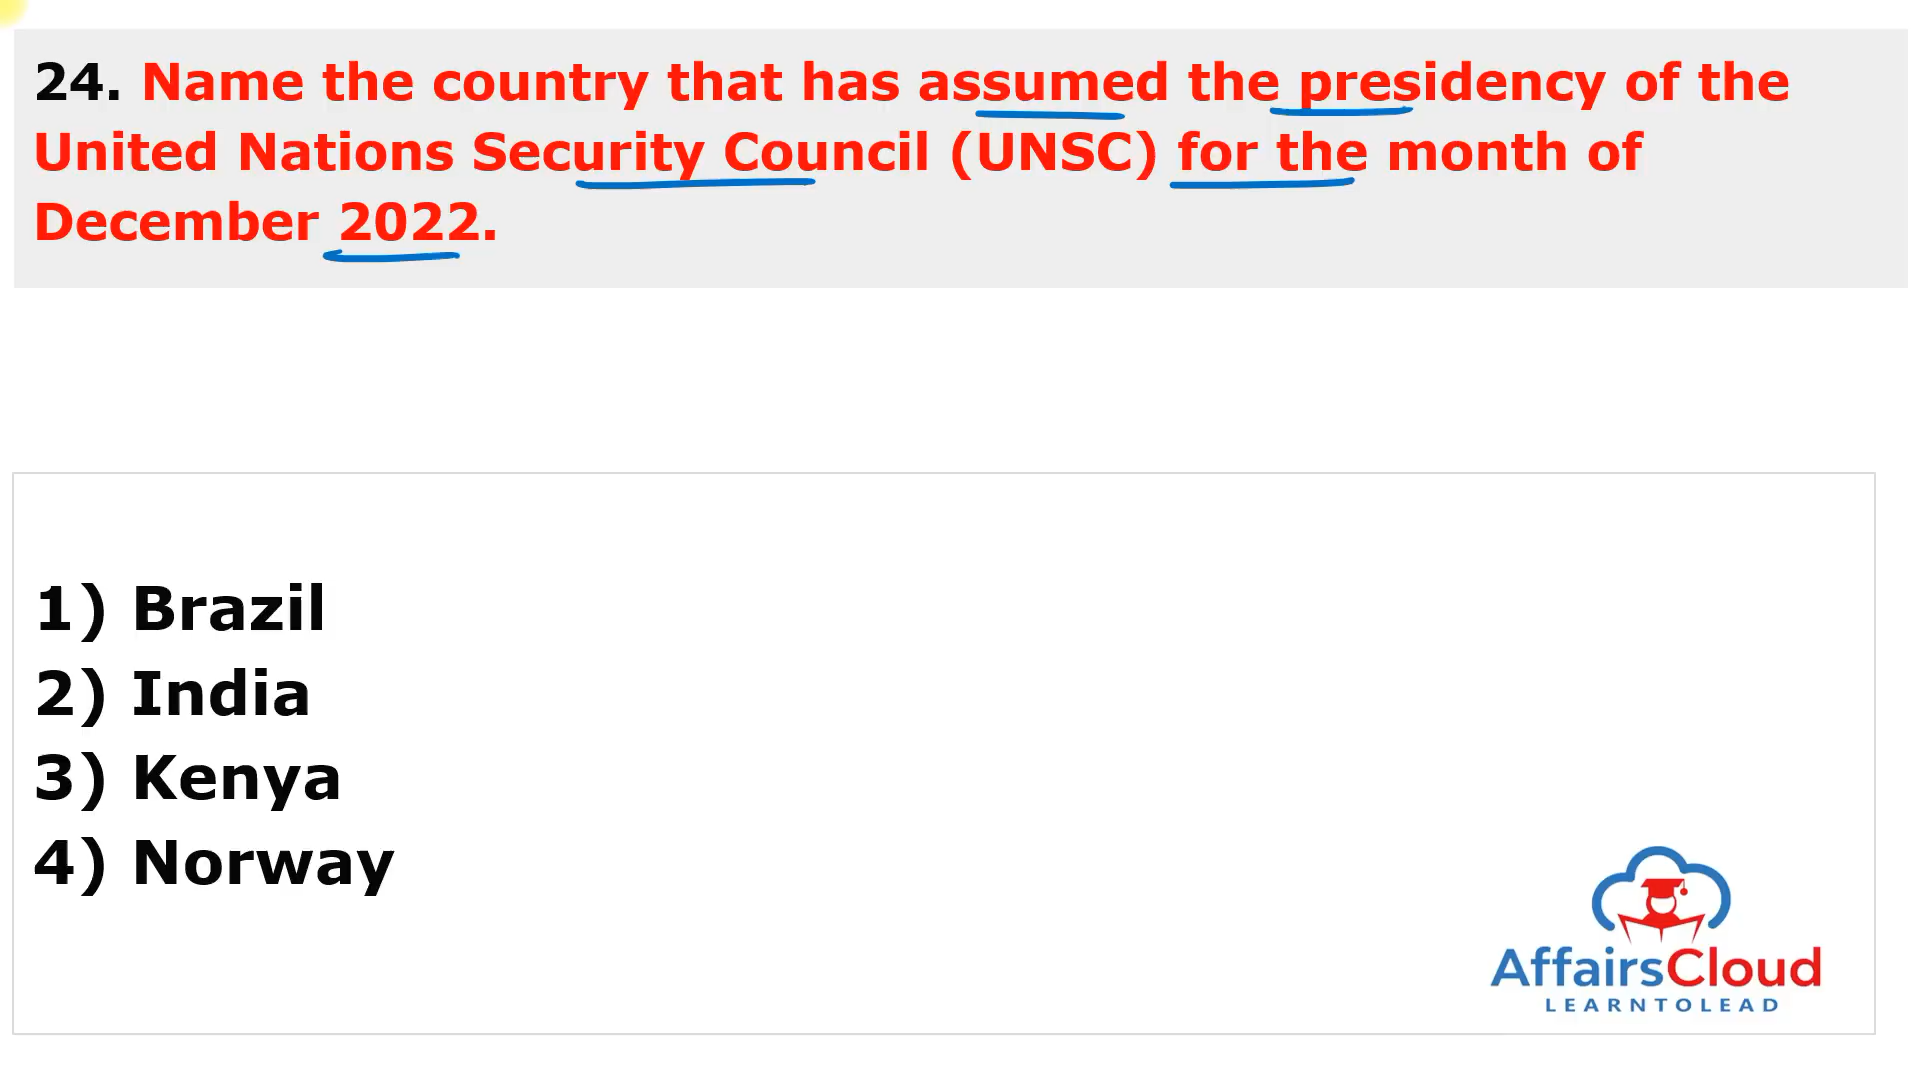 24. Name the country that has assumed the presidency of the
United Nations Security Council (UNSC) for the month of
December 2022.
1) Brazil
2) India
3) Kenya
4) Norway
AffairsCloud
LEARNTOLEAD